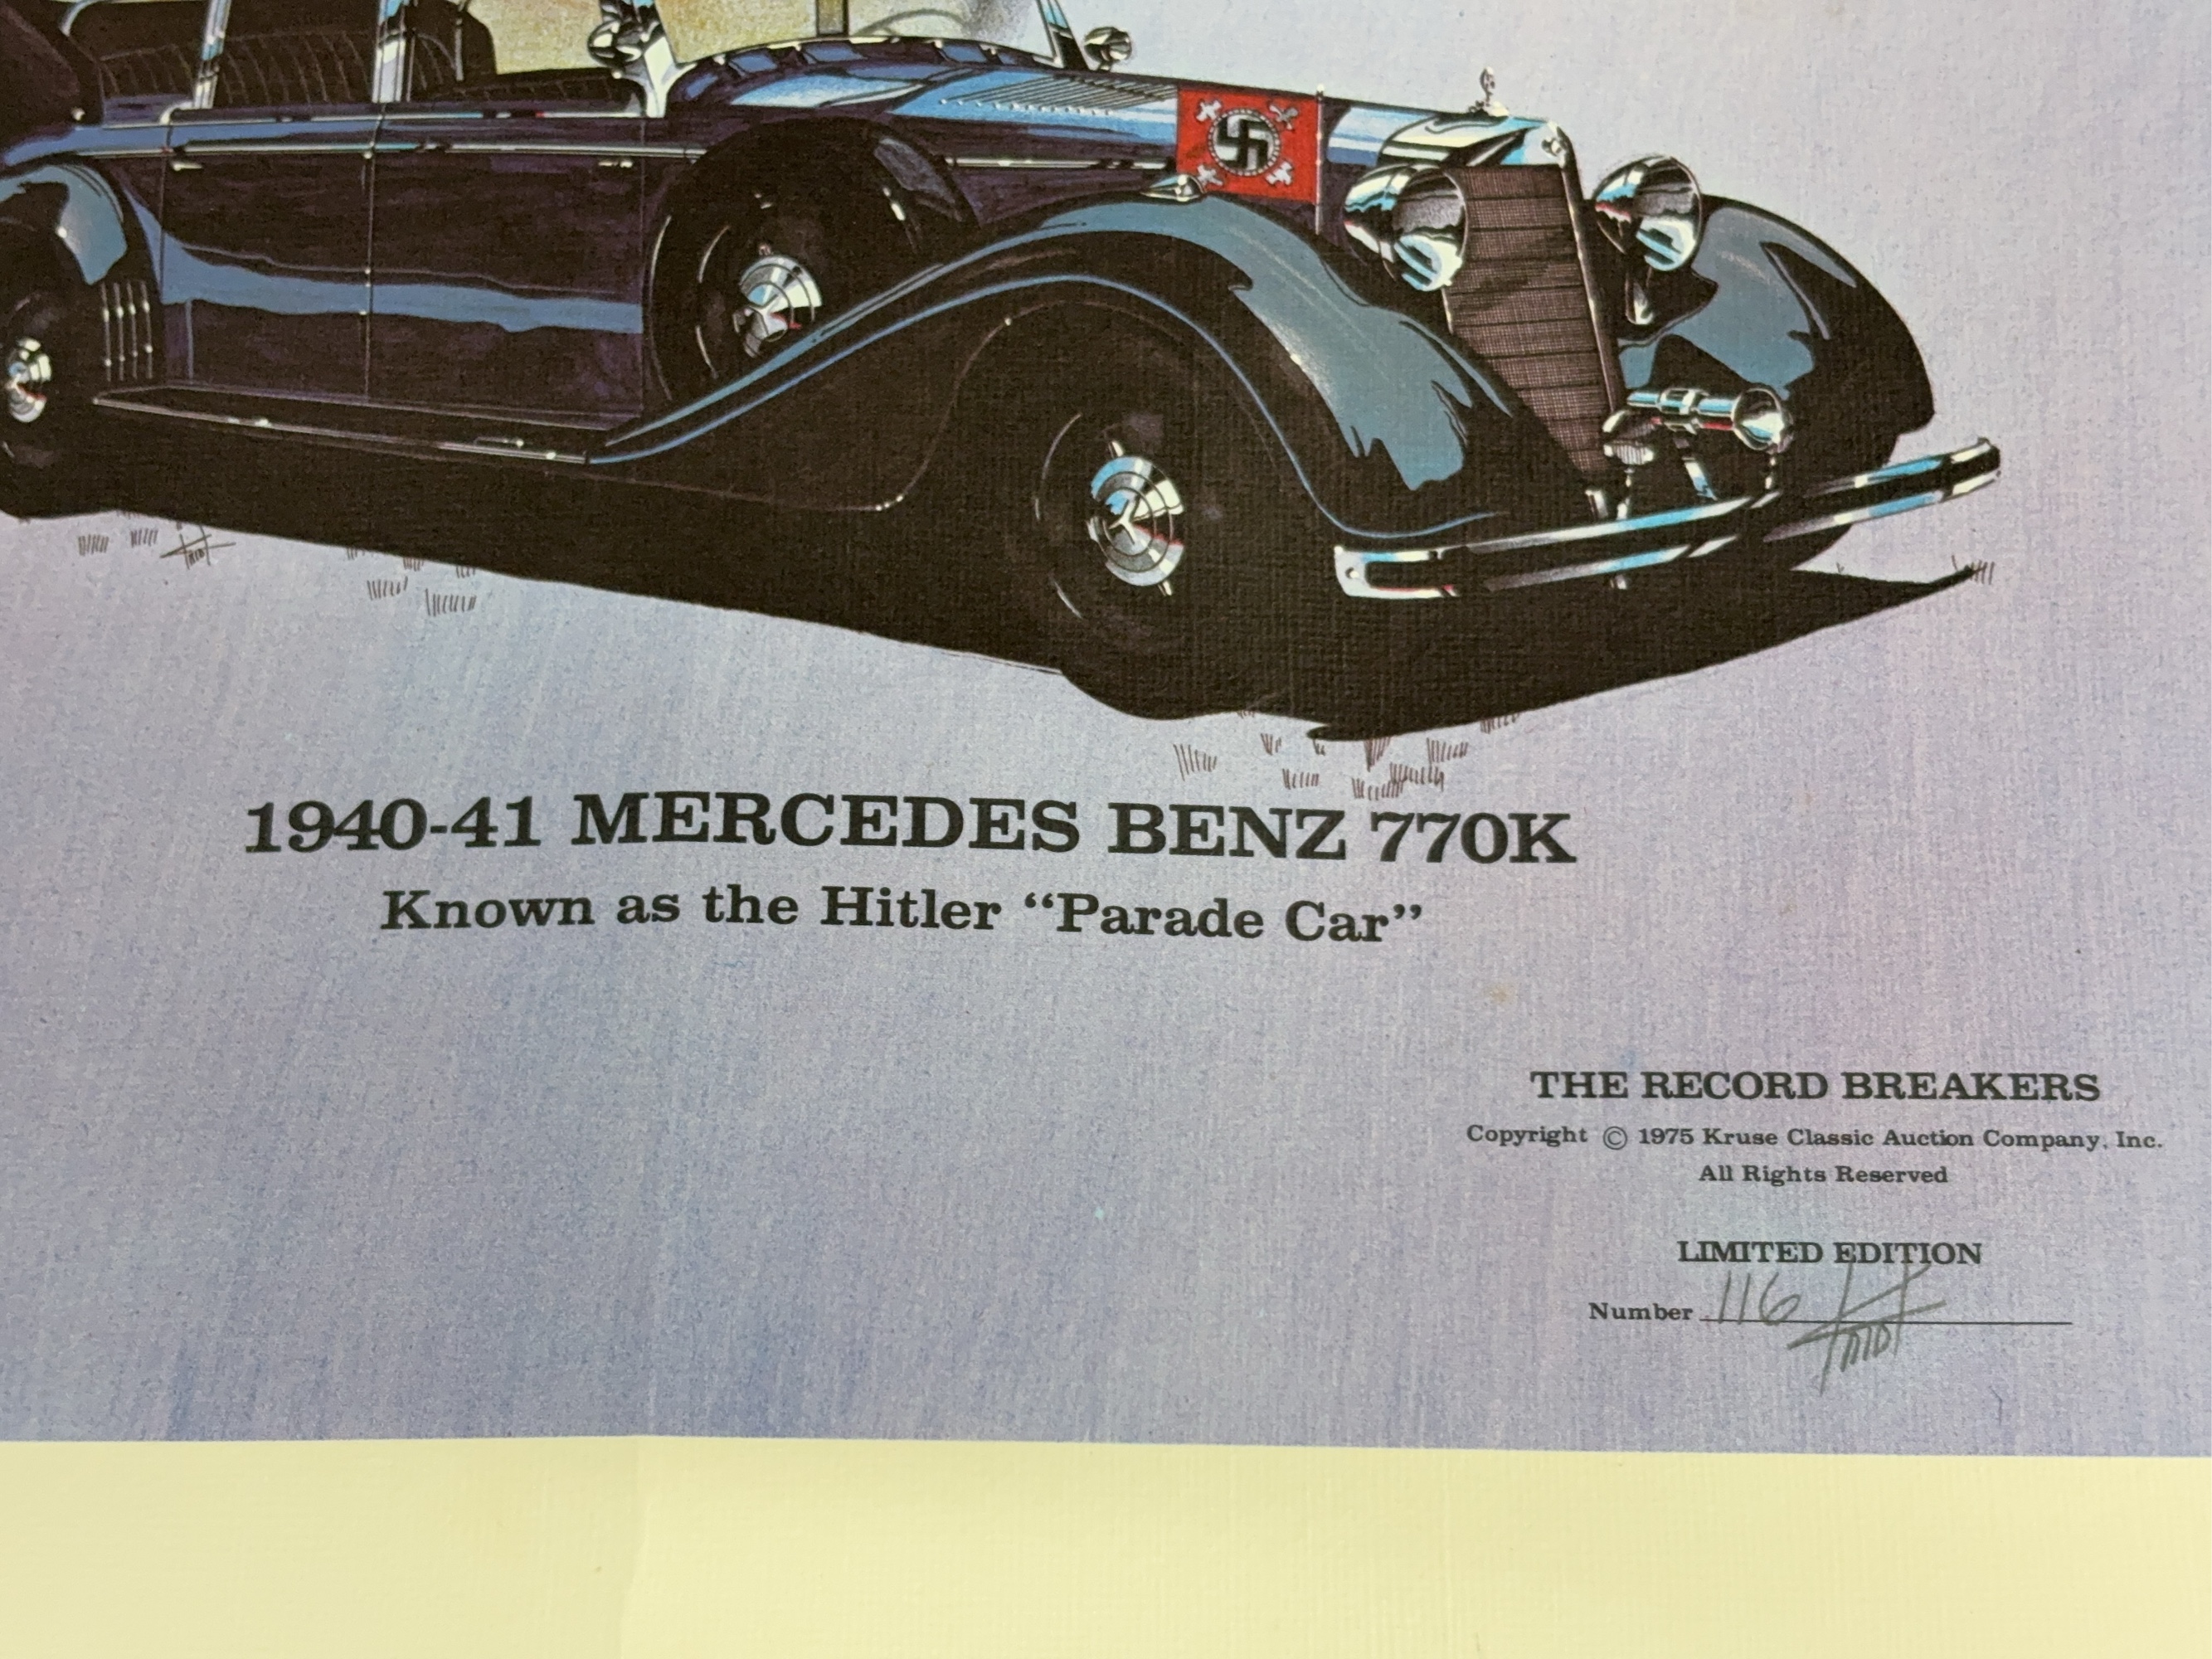 1940-41 MERCEDES BENZ 770K
Known as the Hitler “Parade Car”
THE RECORD BREAKERS
Copyright © 1975 Kruse Classic Auction Company, Inc.
All Rights Reserved
LIMITED EDITION
Number 116